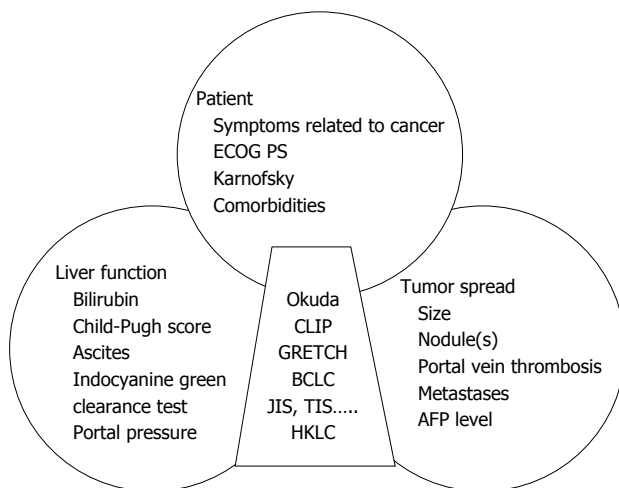 Patient
Symptoms related to cancer
ECOG PS
Karnofsky
Comorbidities
Liver function
Bilirubin
Child-Pugh score
Ascites
Indocyanine green
clearance test
Portal pressure
Okuda
CLIP
GRETCH
BCLC
JIS, TIS.....
HKLC
Tumor spread
Size
Nodule(s)
Portal vein thrombosis
Metastases
AFP level